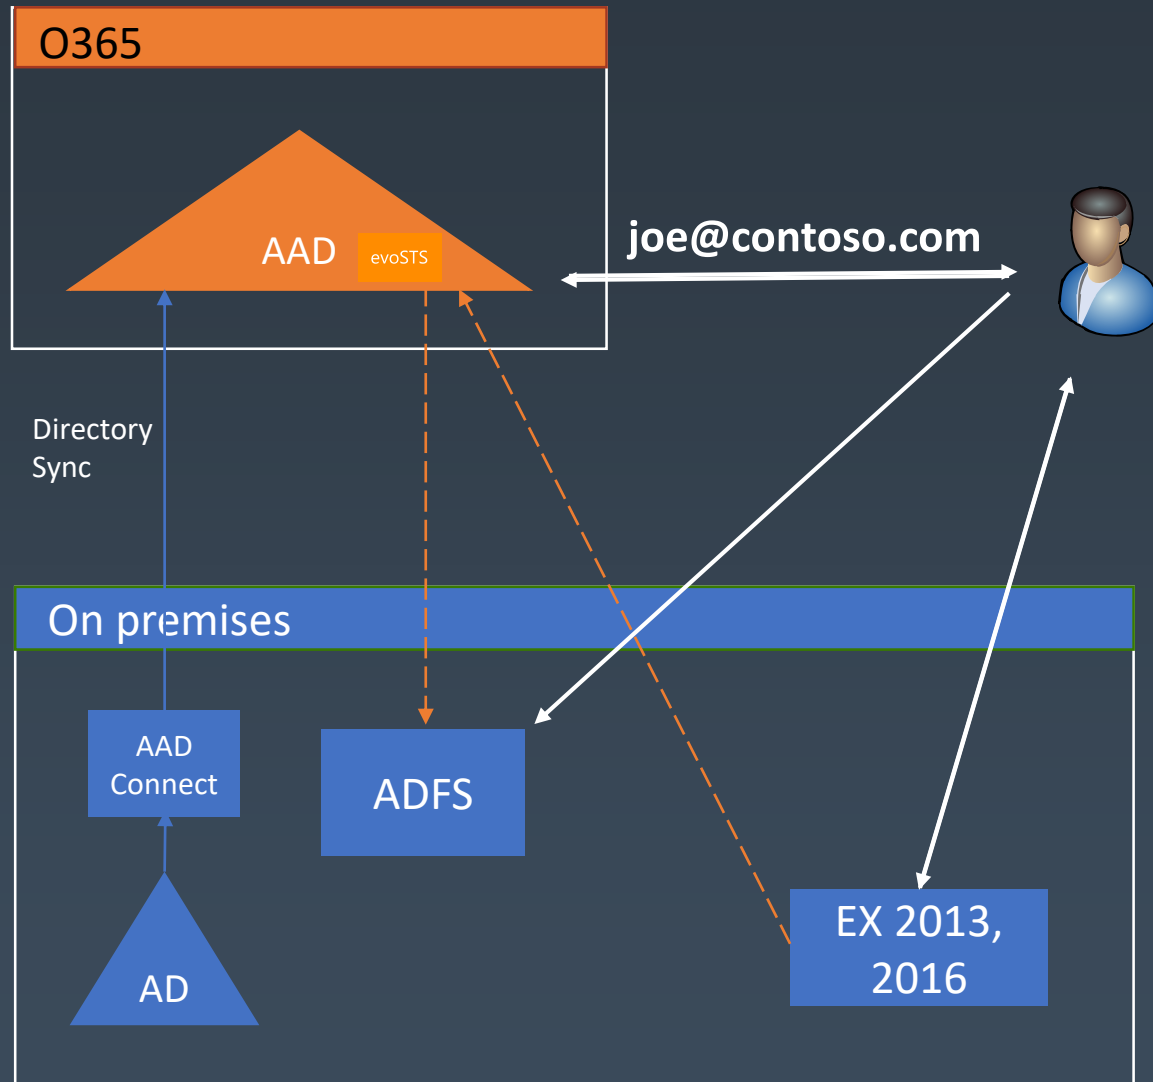 O365
AAD
evoSTS
joe@contoso.com
Directory
Sync
On premises
AAD
Connect
ADFS
EX 2013,
2016
AD